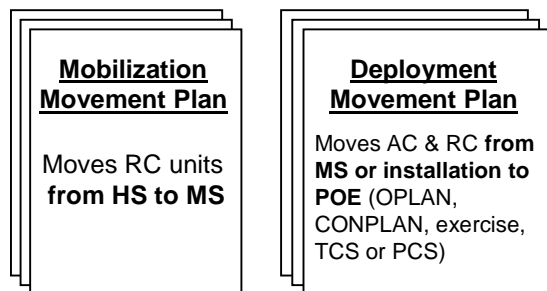 Mobilization
Movement Plan
Moves RC units
from HS to MS
Deployment
Movement Plan
Moves AC & RC from
MS or installation to
POE (OPLAN,
CONPLAN, exercise,
TCS or PCS)